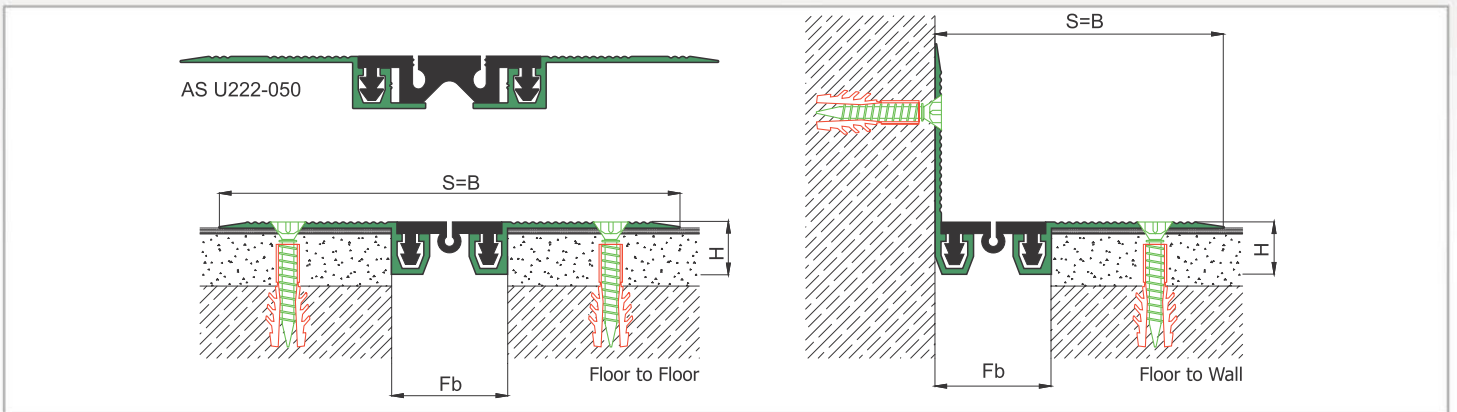 AS U222-050
S=B
H
Fb
Floor to Floor
S=B
H
Fb
Floor to Wall